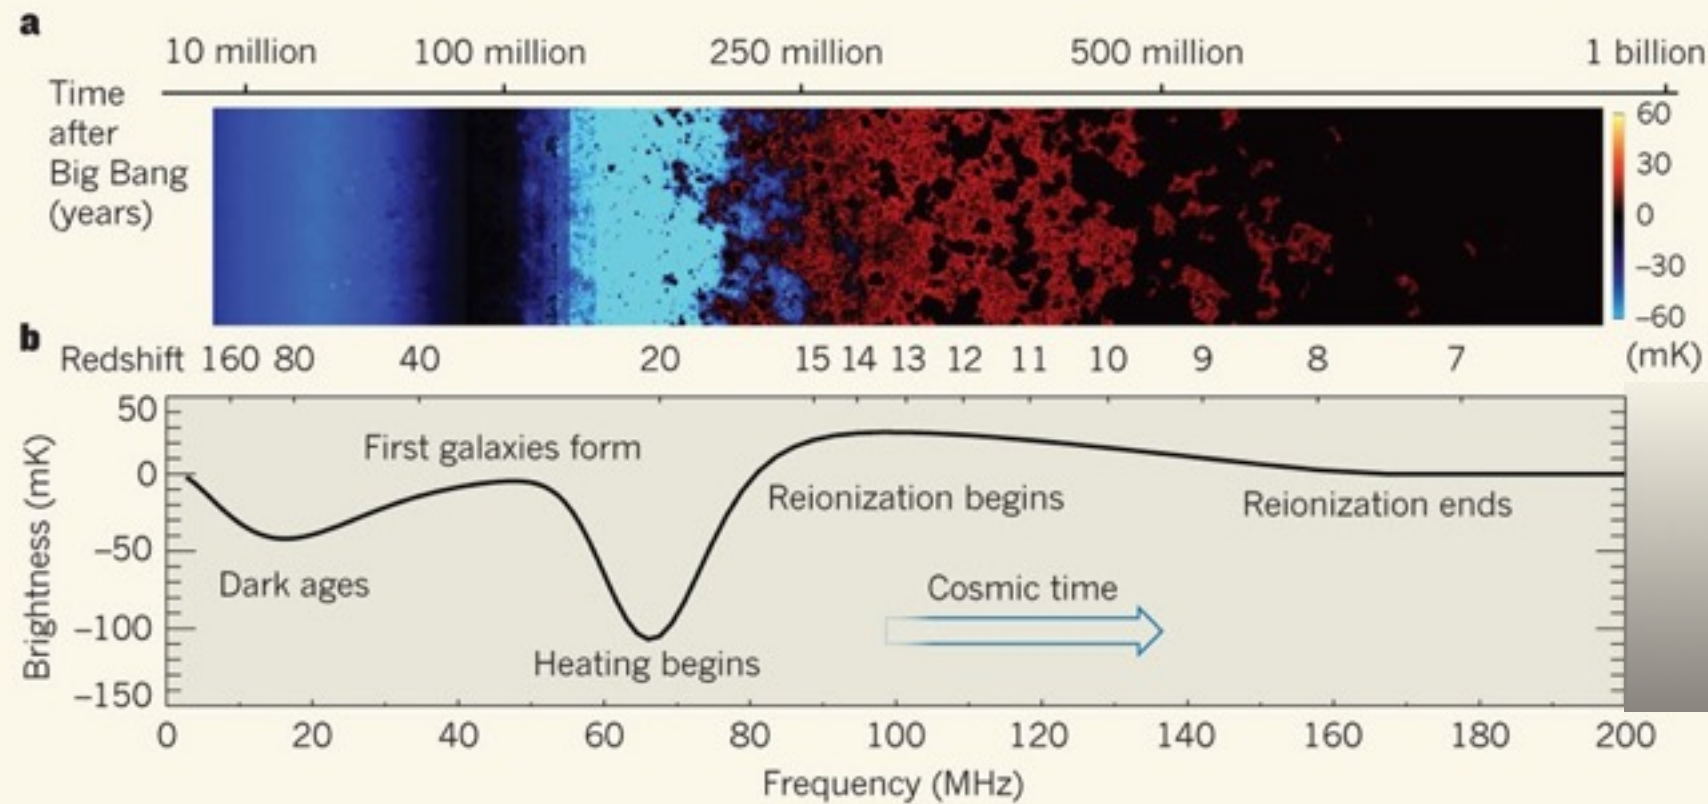 a
10 million 100 million 250 million 500 million 1 billion
Time
after
Big Bang
(years)
60
30
0
–30
–60
(mK)
b
Redshift 160 80 40 20 15 14 13 12 11 10 9 8 7
Brightness (mK)
50
0
–50
–100
–150
First galaxies form
Reionization begins
Reionization ends
Dark ages
Cosmic time
Heating begins
0 20 40 60 80 100 120 140 160 180 200
Frequency (MHz)